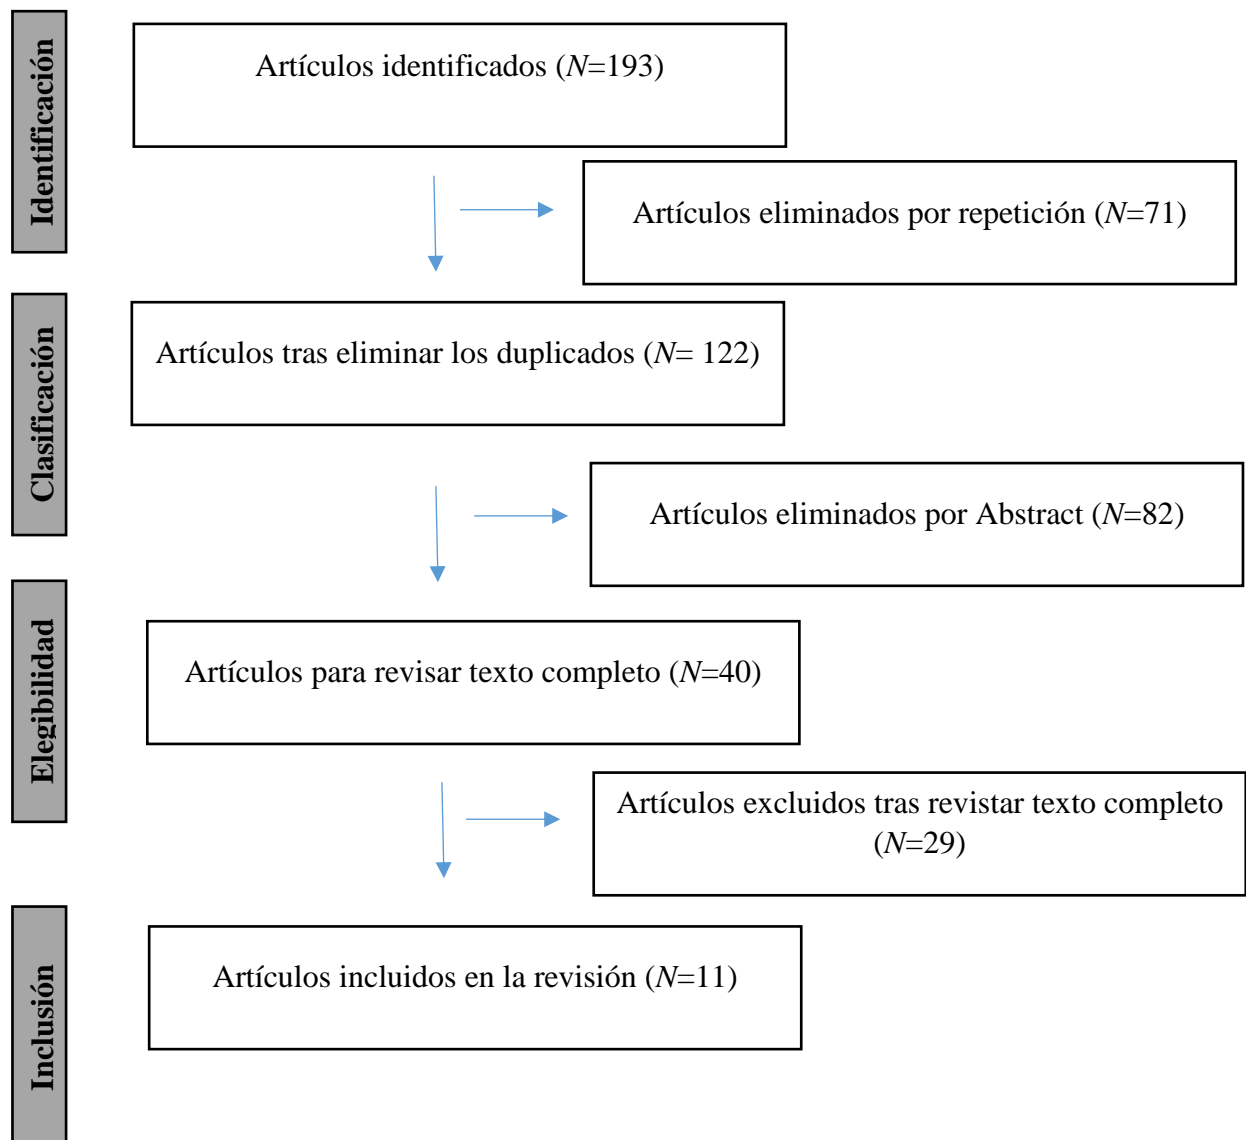 Identificación
Artículos identificados (N=193)
Artículos eliminados por repetición (N=71)
Clasificación
Artículos tras eliminar los duplicados (N= 122)
Artículos eliminados por Abstract (N=82)
Elegibilidad
Artículos para revisar texto completo (N=40)
Artículos excluidos tras revistar texto completo
(N=29)
Inclusión
Artículos incluidos en la revisión (N=11)